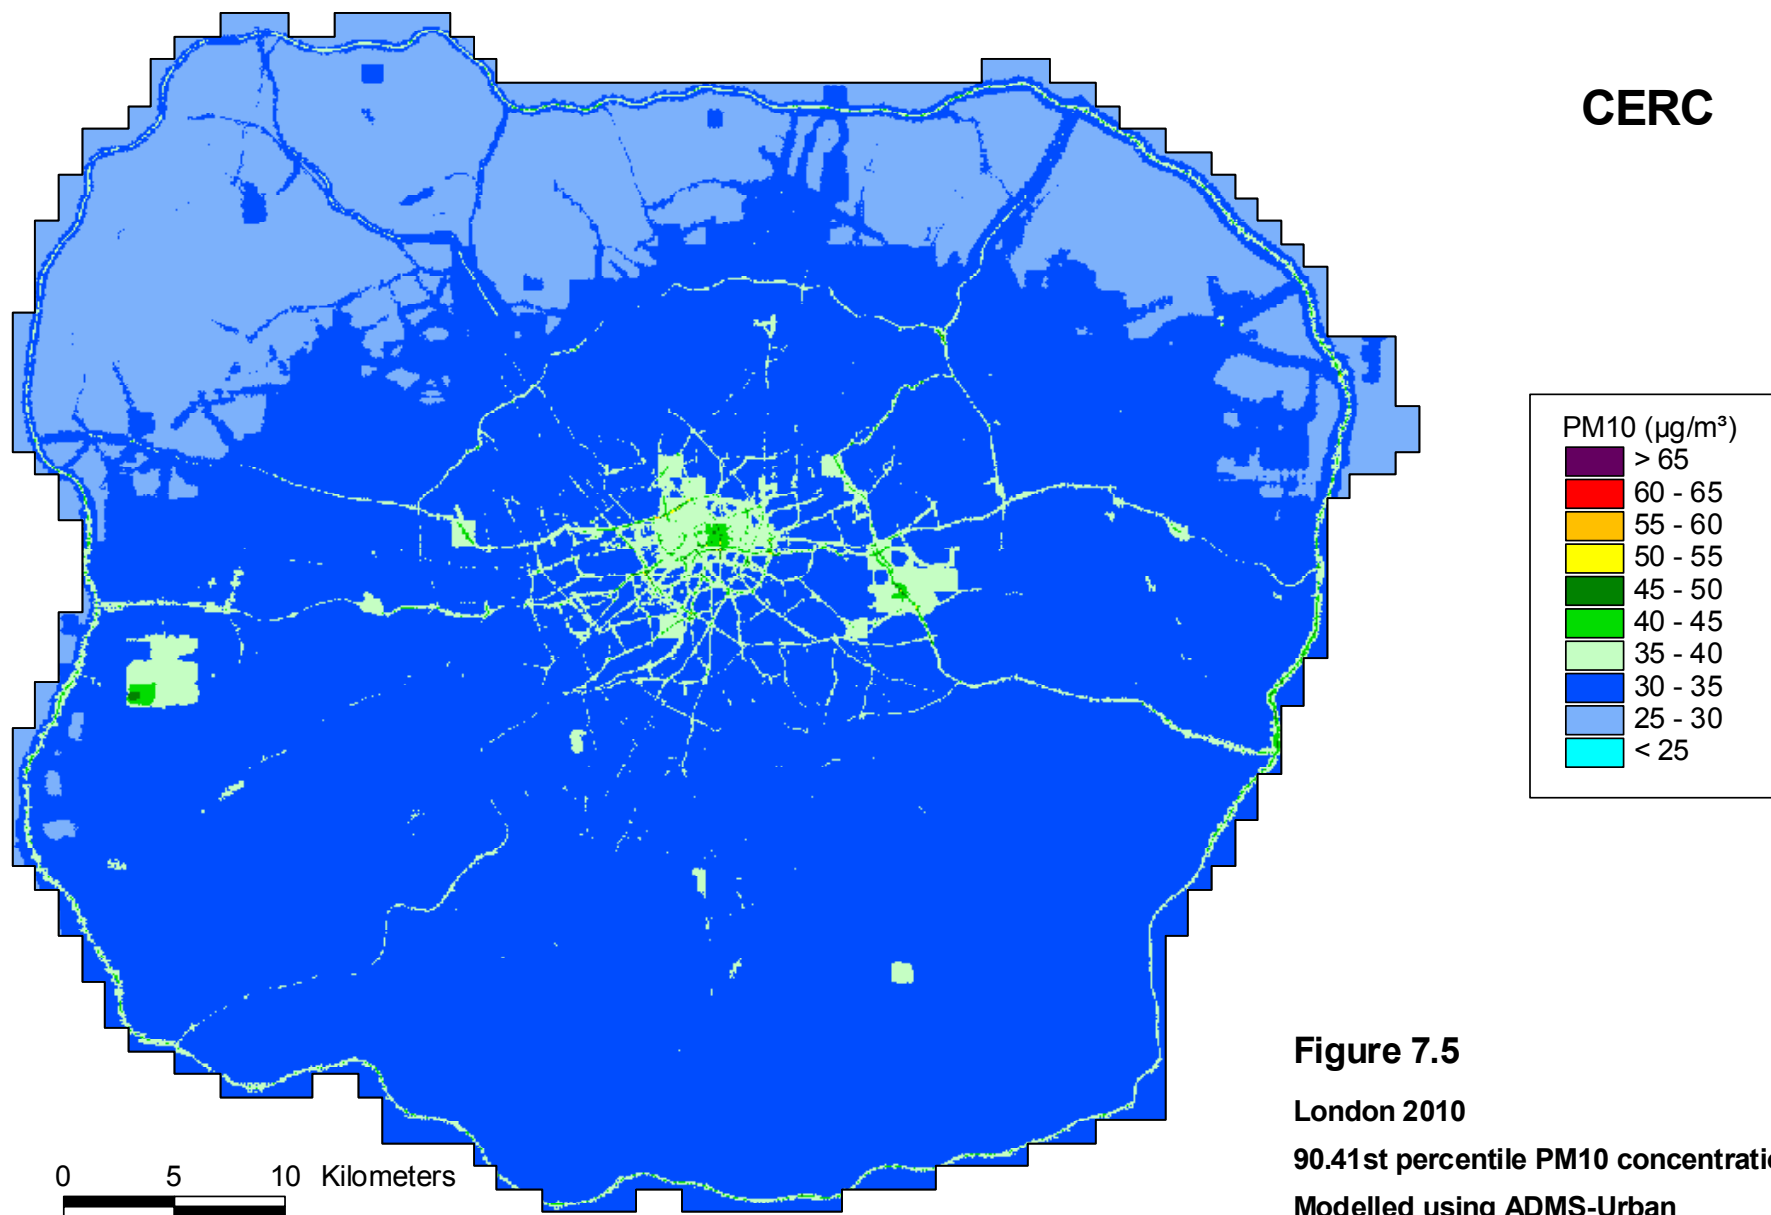 CERC
PM10 (µg/m³)
> 65
60 - 65
55 - 60
50 - 55
45 - 50
40 - 45
35 - 40
30 - 35
25 - 30
< 25
Figure 7.5
London 2010
90.41st percentile PM10
Modelled using ADMS-Urban
0 5 10 Kilometers